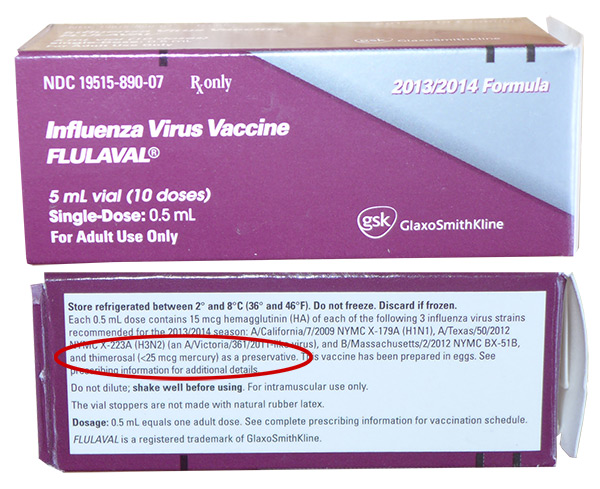 NDC 19515-890-07 Rx only
2013/2014 Formula
Influenza Virus Vaccine
FLULAVAL®
5 mL vial (10 doses)
Single-Dose: 0.5 mL
For Adult Use Only
gsk GlaxoSmithKline
Store refrigerated between 2° and 8°C (36° and 46°F). Do not freeze. Discard if frozen.
Each 0.5 mL dose contains 15 mcg hemagglutinin (HA) of each of the following 3 influenza virus strains
recommended for the 2013/2014 season: A/California/7/2009 NYMC X-179A (H1N1), A/Texas/50/2012
NYMC X-223A (H3N2) (an A/Victoria/361/2011-like virus), and B/Massachusetts/2/2012 NYMC BX-51B,
and thimerosal (<25 mcg mercury) as a preservative. This vaccine has been prepared in eggs. See
prescribing information for additional details.
Do not dilute; shake well before using. For intramuscular use only.
The vial stoppers are not made with natural rubber latex.
Dosage: 0.5 mL equals one adult dose. See complete prescribing information for vaccination schedule.
FLULAVAL is a registered trademark of GlaxoSmithKline.